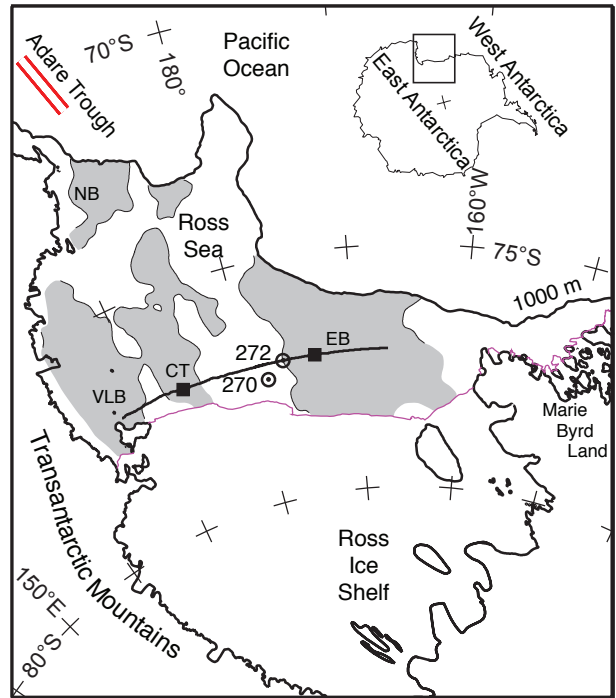 70°S
180°
Pacific
Ocean
Adare Trough
East Antarctica
West Antarctica
160°W
75°S
NB
Ross
Sea
1000 m
EB
272
CT
270
VLB
Marie
Byrd
Land
Transantarctic Mountains
Ross
Ice
Shelf
150°E
80°S